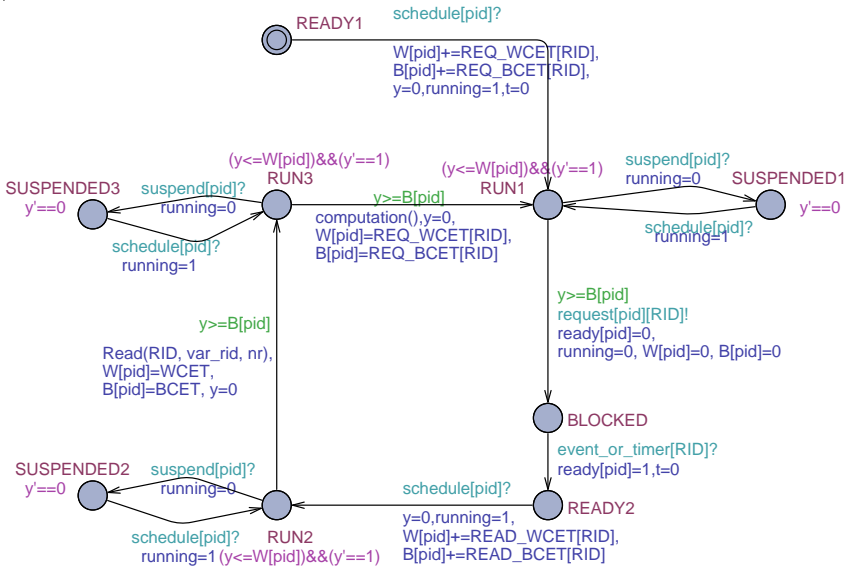 schedule[pid]?
READY1
W[pid]+=REQ_WCET[RID],
B[pid]+=REQ_BCET[RID],
y=0,running=1,t=0
(y<=W[pid])&&(y'==1)
RUN3
(y<=W[pid])&&(y'==1)
RUN1
suspend[pid]?
running=0
SUSPENDED1
y'==0
schedule[pid]?
running=1
SUSPENDED3
y'==0
suspend[pid]?
running=0
schedule[pid]?
running=1
y>=B[pid]
computation(),y=0,
W[pid]=REQ_WCET[RID],
B[pid]=REQ_BCET[RID]
y>=B[pid]
request[pid][RID]!
ready[pid]=0,
running=0, W[pid]=0, B[pid]=0
y>=B[pid]
Read(RID, var_rid, nr),
W[pid]=WCET,
B[pid]=BCET, y=0
BLOCKED
event_or_timer[RID]?
ready[pid]=1,t=0
SUSPENDED2
y'==0
suspend[pid]?
running=0
schedule[pid]?
running=1
RUN2
(y<=W[pid])&&(y'==1)
schedule[pid]?
y=0,running=1,
W[pid]+=READ_WCET[RID],
B[pid]+=READ_BCET[RID]
READY2